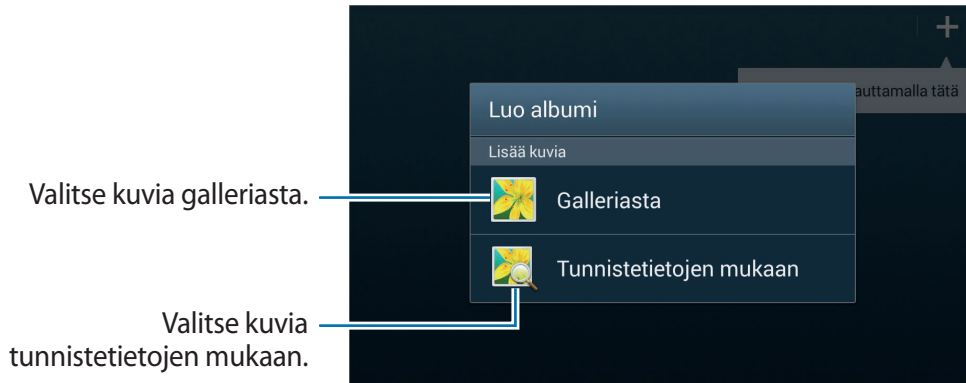 auttamalla tätä
Luo albumi
Lisää kuvia
Valitse kuvia galleriasta.
Galleriasta
Tunnistetietojen mukaan
Valitse kuvia
tunnistetietojen mukaan.